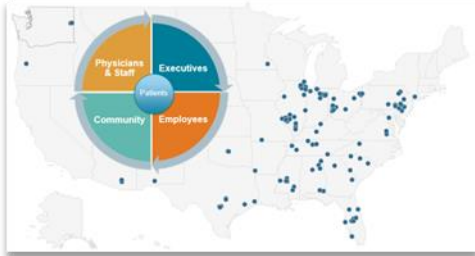 Physicians
& Staff
Executives
Patients
Community
Employees